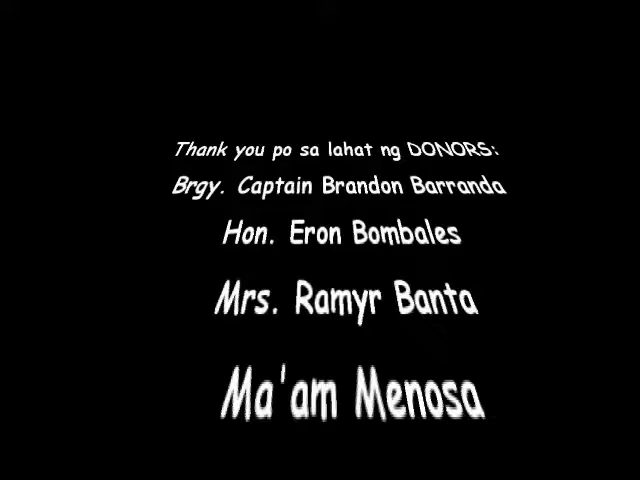 Thank you po sa lahat ng DONORS:
Brgy. Captain Brandon Barranda
Hon. Eron Bombales
Mrs. Ramyr Banta
Ma'am Menosa